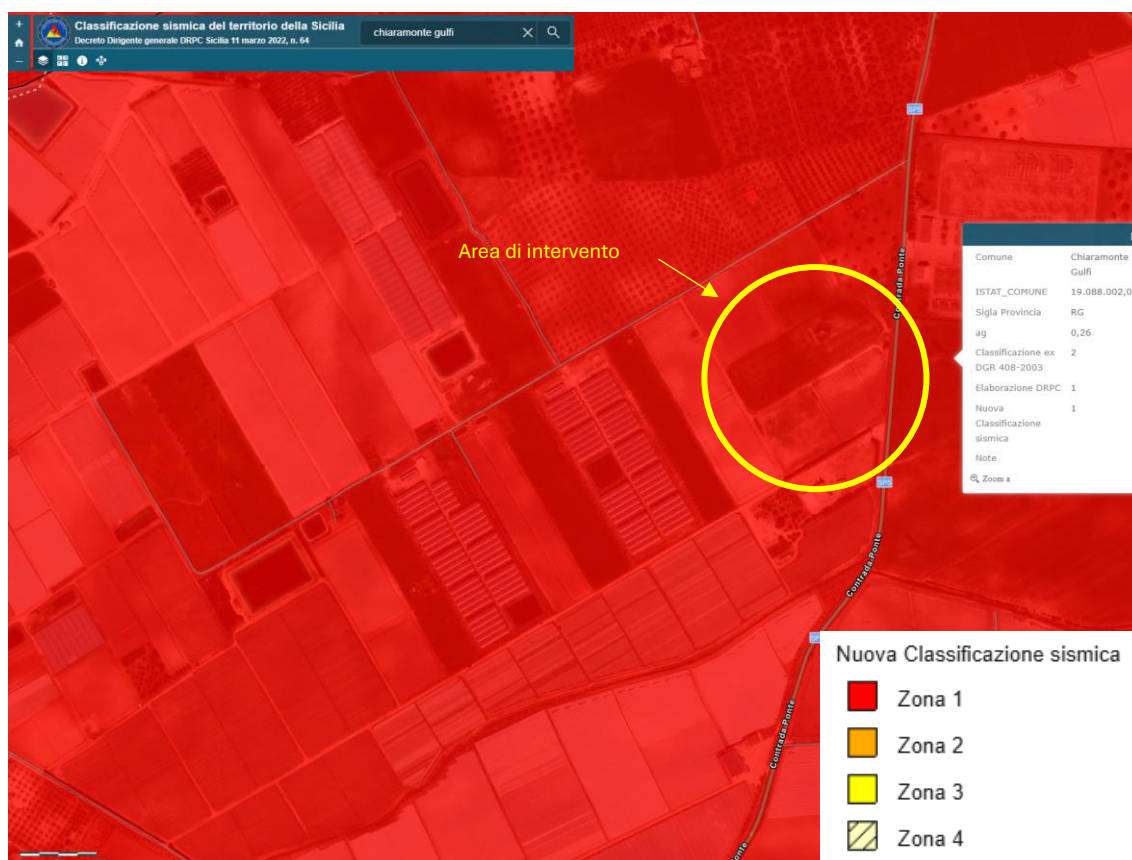 Classificazione sismica del territorio della Sicilia
Decreto Dirigente generale DRPC Sicilia 11 marzo 2022, n. 64
chiaramonte gulfi
Area di intervento
Contrada Ponte
Comune Chiaramonte Gulfi
ISTAT_COMUNE 19.088.002,0
Sigla Provincia RG
ag 0,26
Classificazione ex DGR 408-2003 2
Elaborazione DRPC 1
Nuova Classificazione sismica 1
Note
Zoom a
Contrada Ponte
Contrada Ponte
Nuova Classificazione sismica
Zona 1
Zona 2
Zona 3
Zona 4